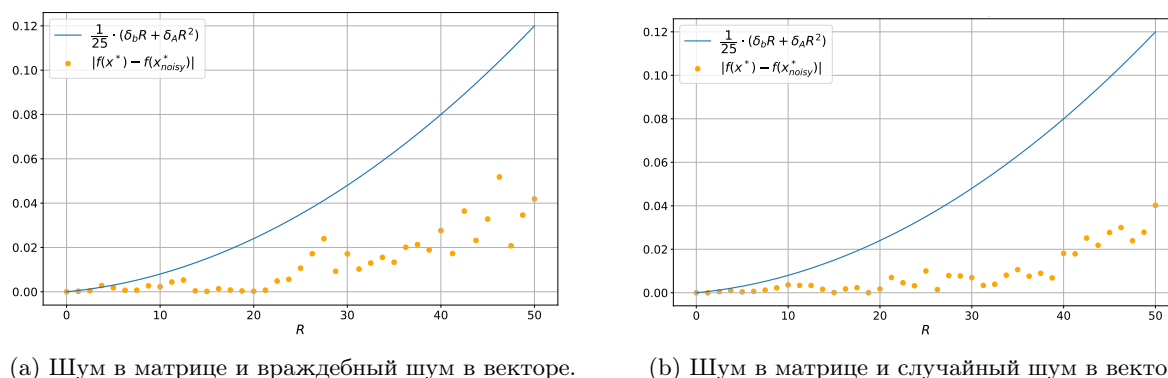 0.12
0.10
0.08
0.06
0.04
0.02
0.00
1/25 · (δ_b R + δ_A R²)
|f(x*) − f(x*_noisy)|
0 10 20 30 40 50
R
(a) Шум в матрице и враждебный шум в векторе.
0.12
0.10
0.08
0.06
0.04
0.02
0.00
1/25 · (δ_b R + δ_A R²)
|f(x*) − f(x*_noisy)|
0 10 20 30 40 50
R
(b) Шум в матрице и случайный шум в